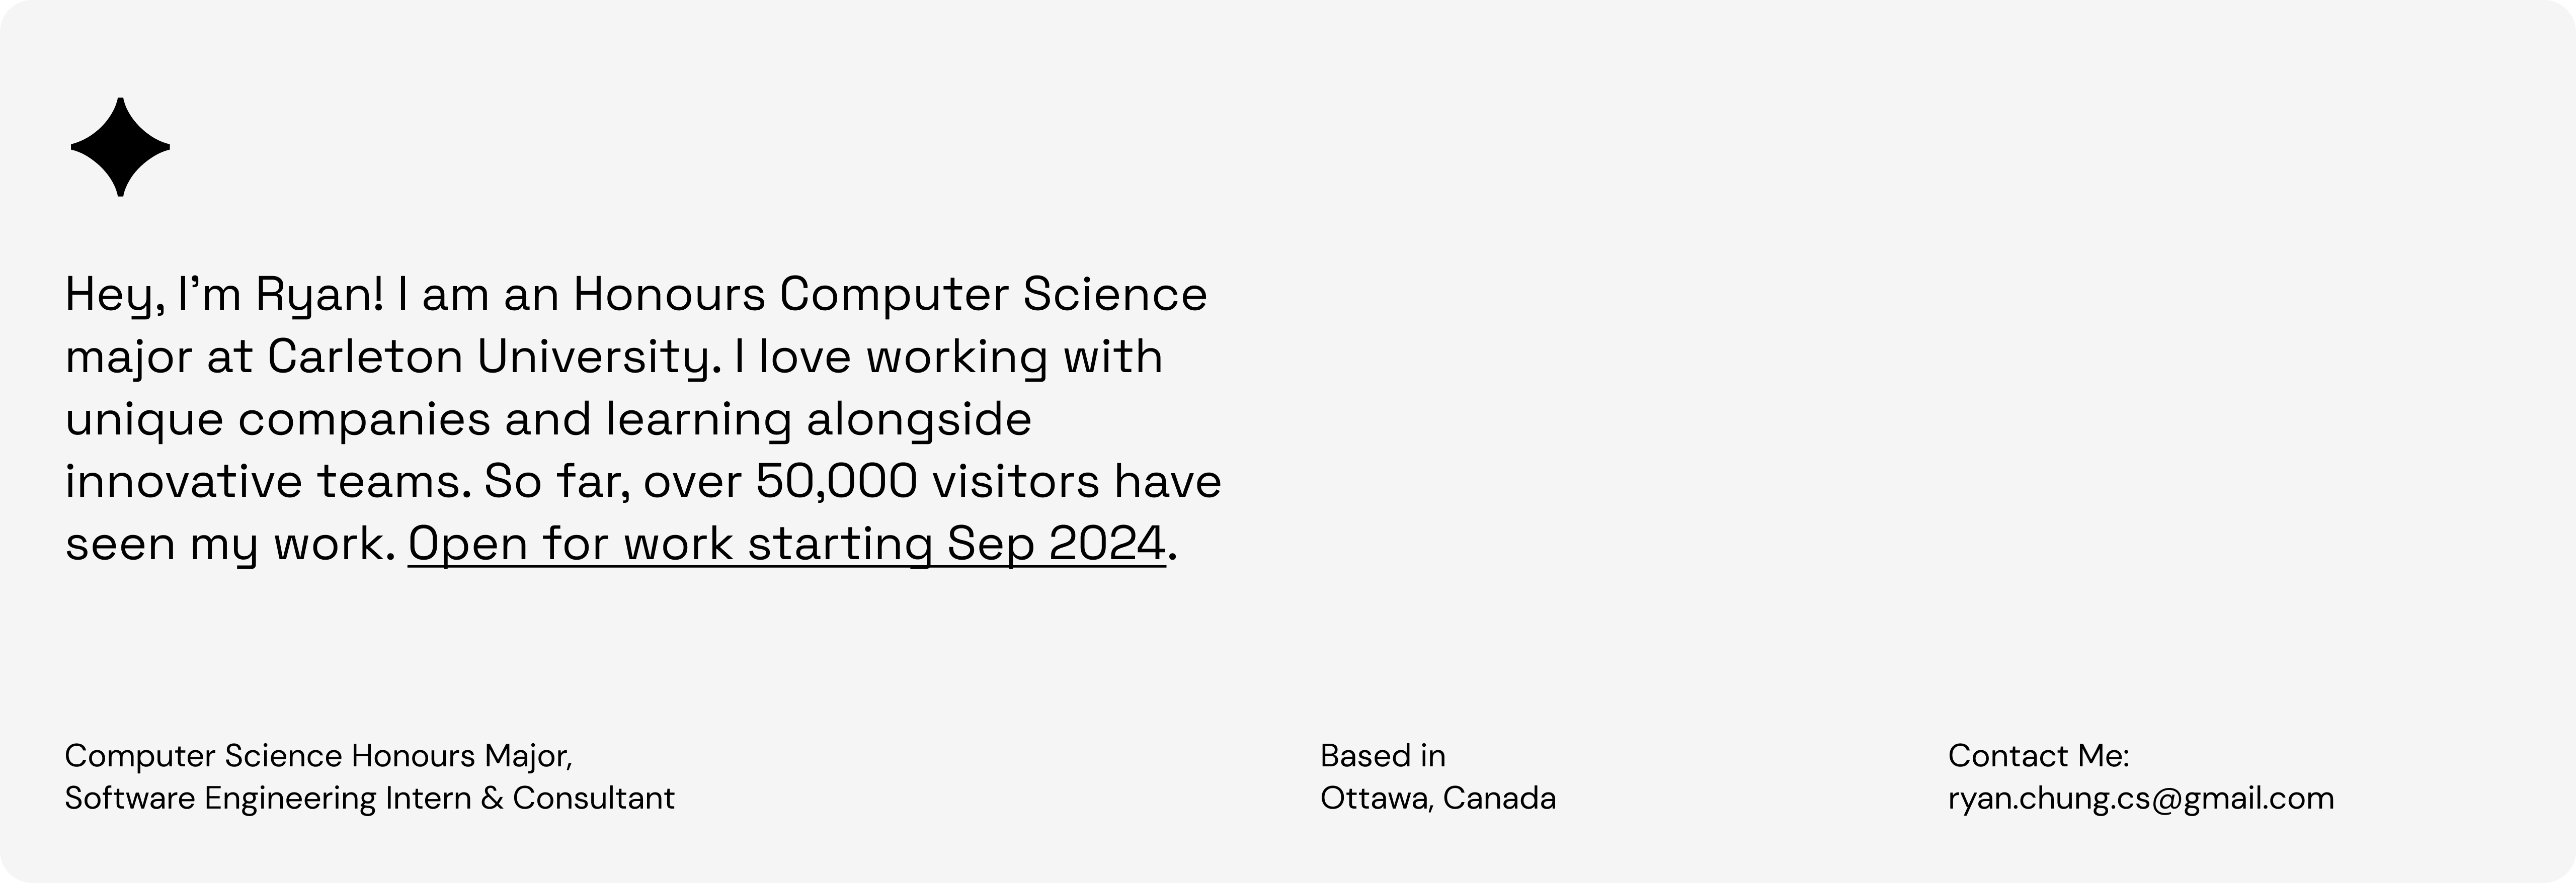 Hey, I’m Ryan! I am an Honours Computer Science
major at Carleton University. I love working with
unique companies and learning alongside
innovative teams. So far, over 50,000 visitors have
seen my work. Open for work starting Sep 2024.
Computer Science Honours Major,
Software Engineering Intern & Consultant
Based in
Ottawa, Canada
Contact Me:
ryan.chung.cs@gmail.com